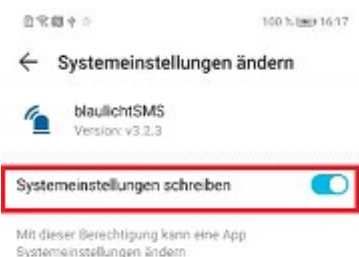 100 % 16:17
Systemeinstellungen ändern
blaulichtSMS
Version: v3.2.3
Systemeinstellungen schreiben
Mit dieser Berechtigung kann eine App
Systemeinstellungen ändern